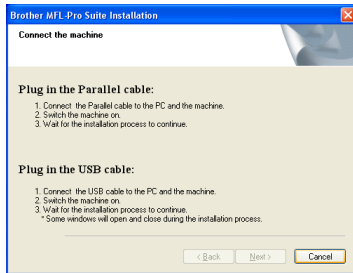 Brother MFL-Pro Suite Installation
Connect the machine
Plug in the Parallel cable:
1. Connect the Parallel cable to the PC and the machine.
2. Switch the machine on.
3. Wait for the installation process to continue.
Plug in the USB cable:
1. Connect the USB cable to the PC and the machine.
2. Switch the machine on.
3. Wait for the installation process to continue.
* Some windows will open and close during the installation process.
< Back Next > Cancel